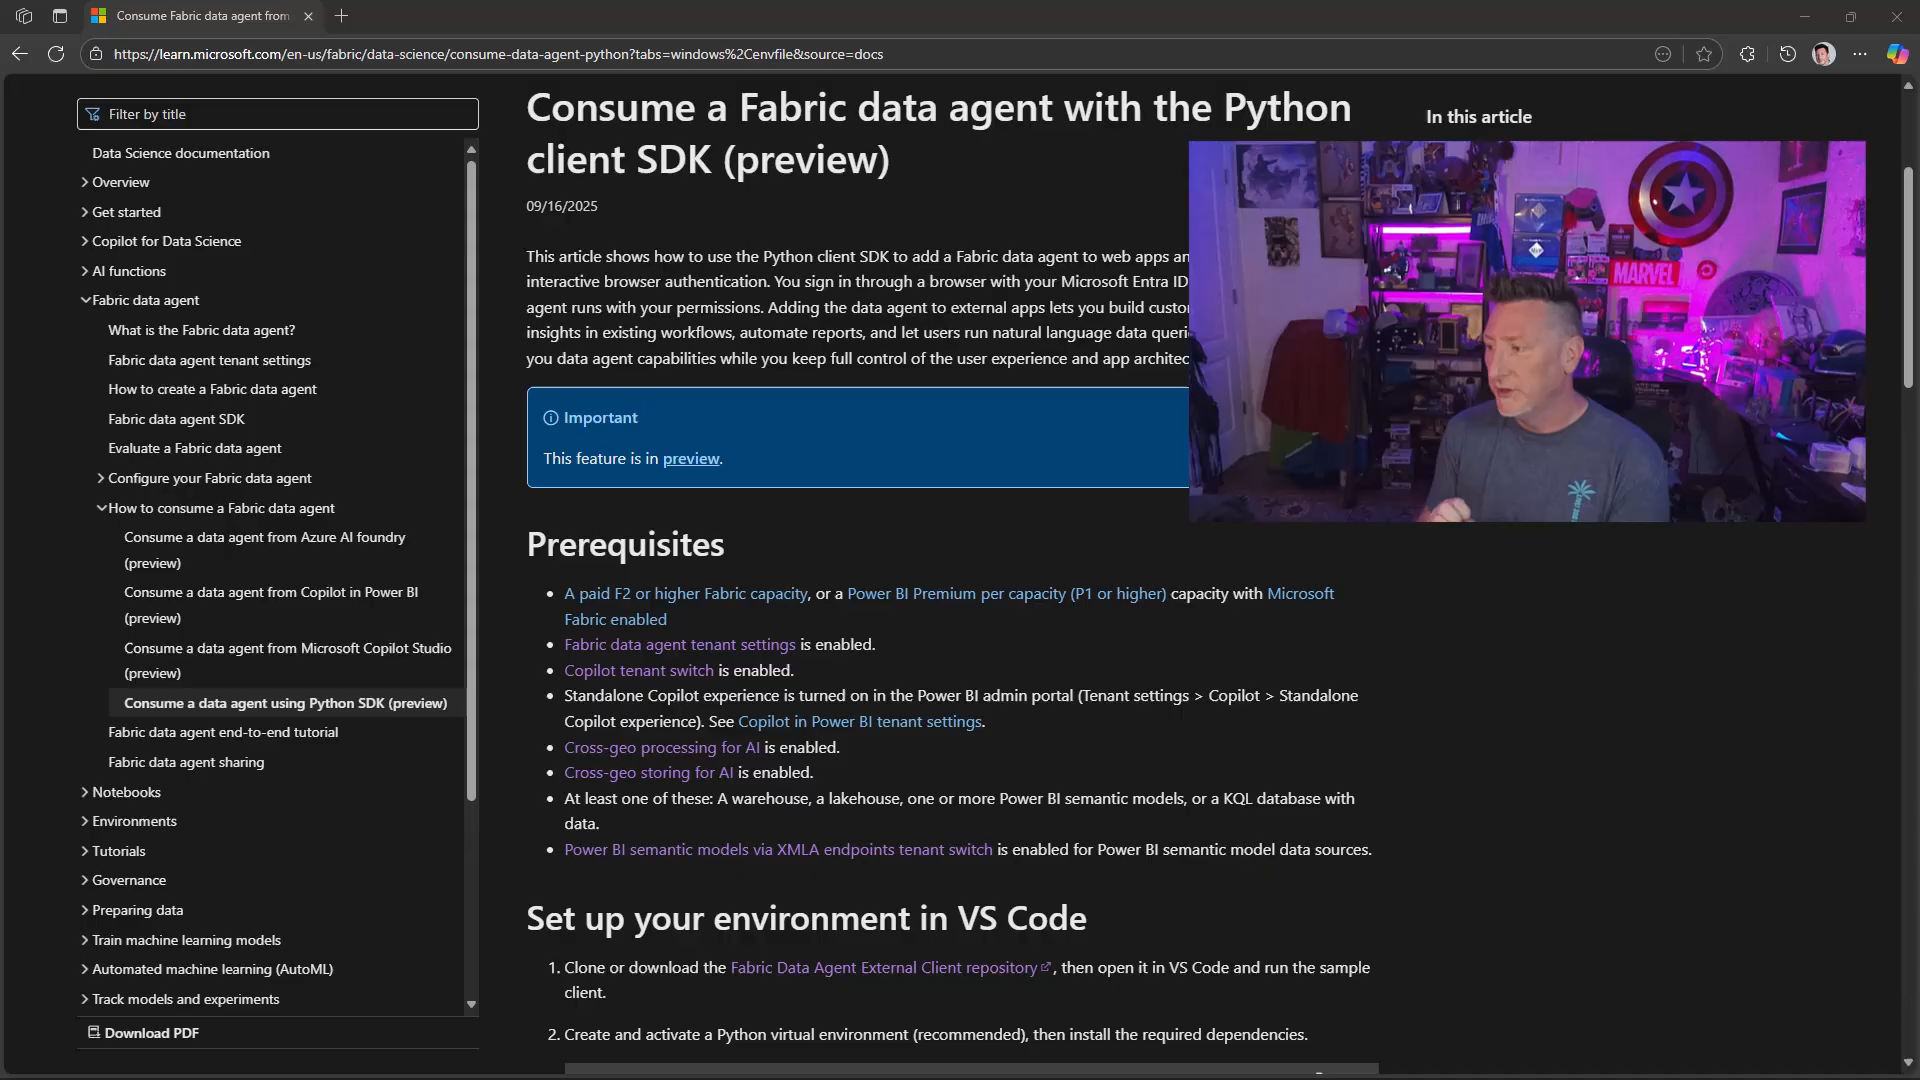 Consume Fabric data agent from
https://learn.microsoft.com/en-us/fabric/data-science/consume-data-agent-python?tabs=windows%2Cenvfile&source=docs
Filter by title
Data Science documentation
Overview
Get started
Copilot for Data Science
AI functions
Fabric data agent
What is the Fabric data agent?
Fabric data agent tenant settings
How to create a Fabric data agent
Fabric data agent SDK
Evaluate a Fabric data agent
Configure your Fabric data agent
How to consume a Fabric data agent
Consume a data agent from Azure AI foundry
(preview)
Consume a data agent from Copilot in Power BI
(preview)
Consume a data agent from Microsoft Copilot Studio
(preview)
Consume a data agent using Python SDK (preview)
Fabric data agent end-to-end tutorial
Fabric data agent sharing
Notebooks
Environments
Tutorials
Governance
Preparing data
Train machine learning models
Automated machine learning (AutoML)
Track models and experiments
Download PDF
Consume a Fabric data agent with the Python
client SDK (preview)
09/16/2025
This article shows how to use the Python client SDK to add a Fabric data agent to web apps an
interactive browser authentication. You sign in through a browser with your Microsoft Entra ID
agent runs with your permissions. Adding the data agent to external apps lets you build custo
insights in existing workflows, automate reports, and let users run natural language data queri
you data agent capabilities while you keep full control of the user experience and app architec
Important
This feature is in preview.
Prerequisites
• A paid F2 or higher Fabric capacity, or a Power BI Premium per capacity (P1 or higher) capacity with Microsoft
Fabric enabled
• Fabric data agent tenant settings is enabled.
• Copilot tenant switch is enabled.
• Standalone Copilot experience is turned on in the Power BI admin portal (Tenant settings > Copilot > Standalone
Copilot experience). See Copilot in Power BI tenant settings.
• Cross-geo processing for AI is enabled.
• Cross-geo storing for AI is enabled.
• At least one of these: A warehouse, a lakehouse, one or more Power BI semantic models, or a KQL database with
data.
• Power BI semantic models via XMLA endpoints tenant switch is enabled for Power BI semantic model data sources.
Set up your environment in VS Code
1. Clone or download the Fabric Data Agent External Client repository, then open it in VS Code and run the sample
client.
2. Create and activate a Python virtual environment (recommended), then install the required dependencies.
In this article
MARVEL